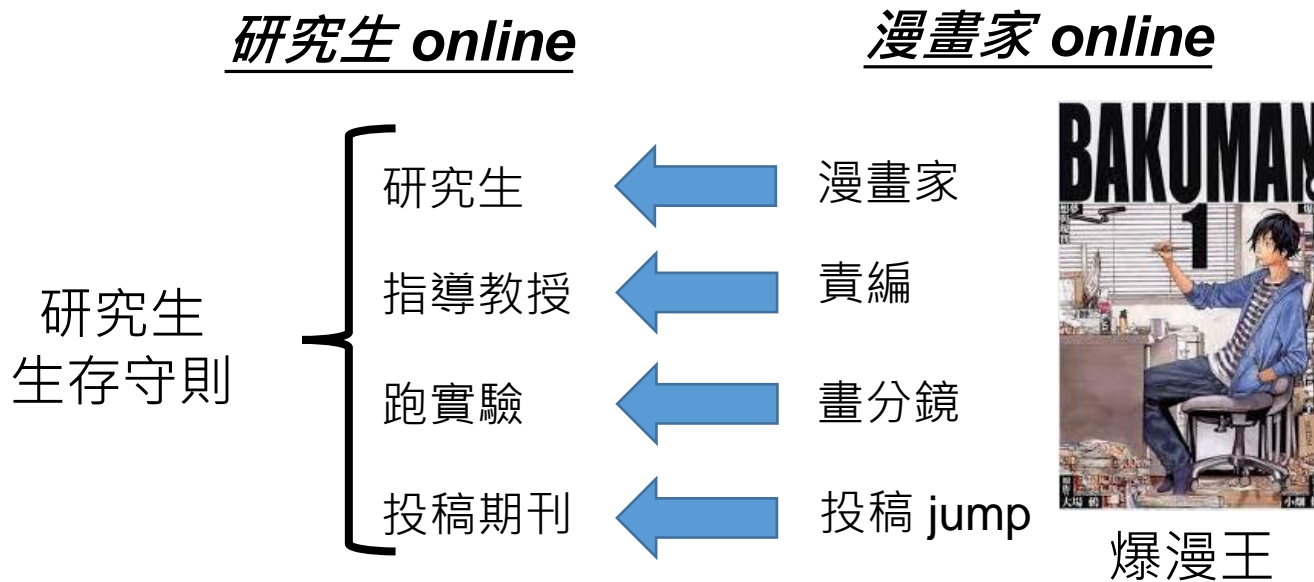 研究生 online
漫畫家 online
研究生
生存守則
研究生
漫畫家
指導教授
責編
跑實驗
畫分鏡
投稿期刊
投稿 jump
BAKUMAN
1
爆漫王